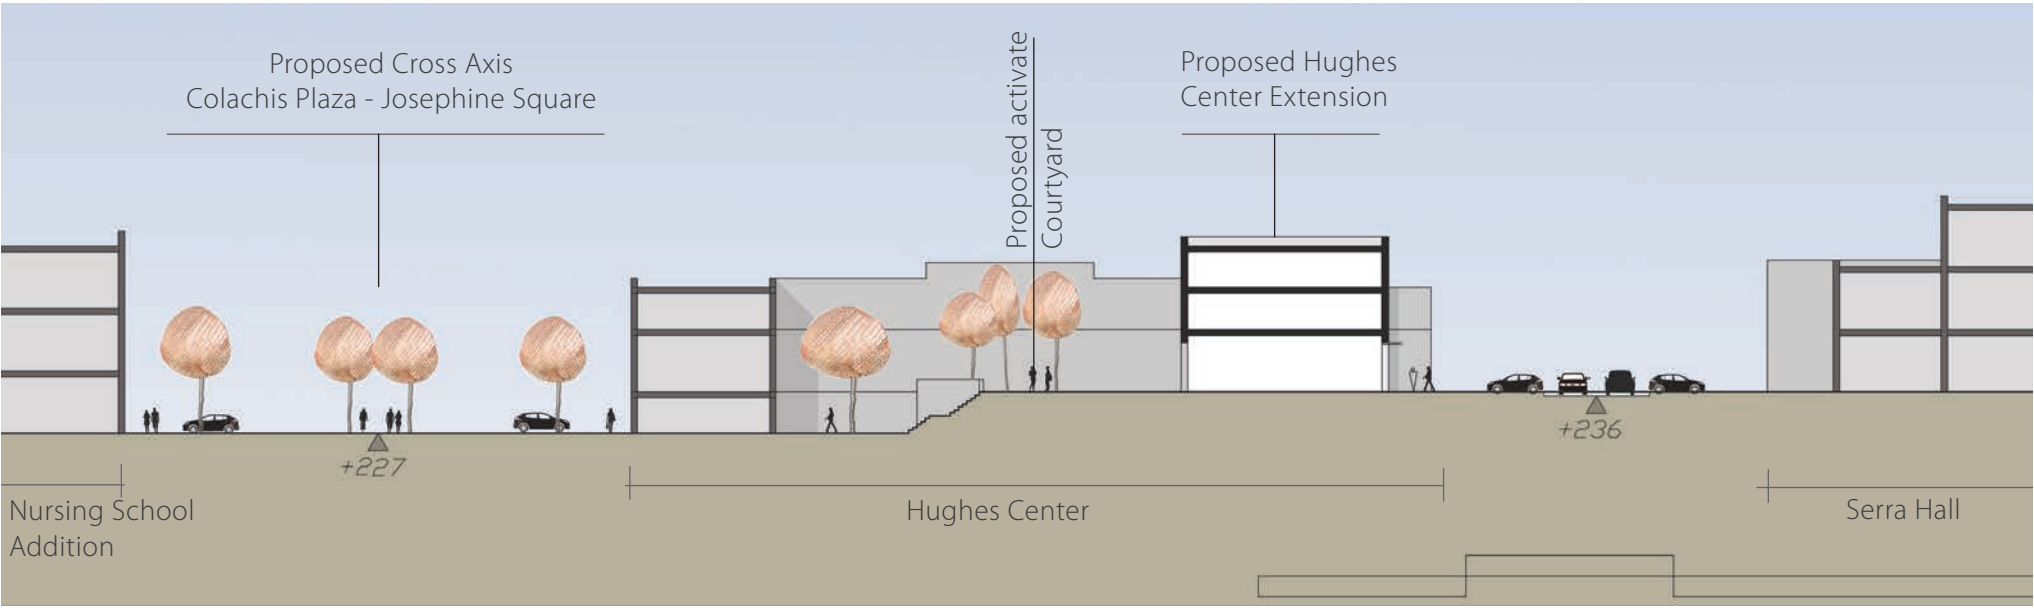 Proposed Cross Axis
Colachis Plaza - Josephine Square
Proposed activate
Courtyard
Proposed Hughes
Center Extension
+227
+236
Nursing School
Addition
Hughes Center
Serra Hall